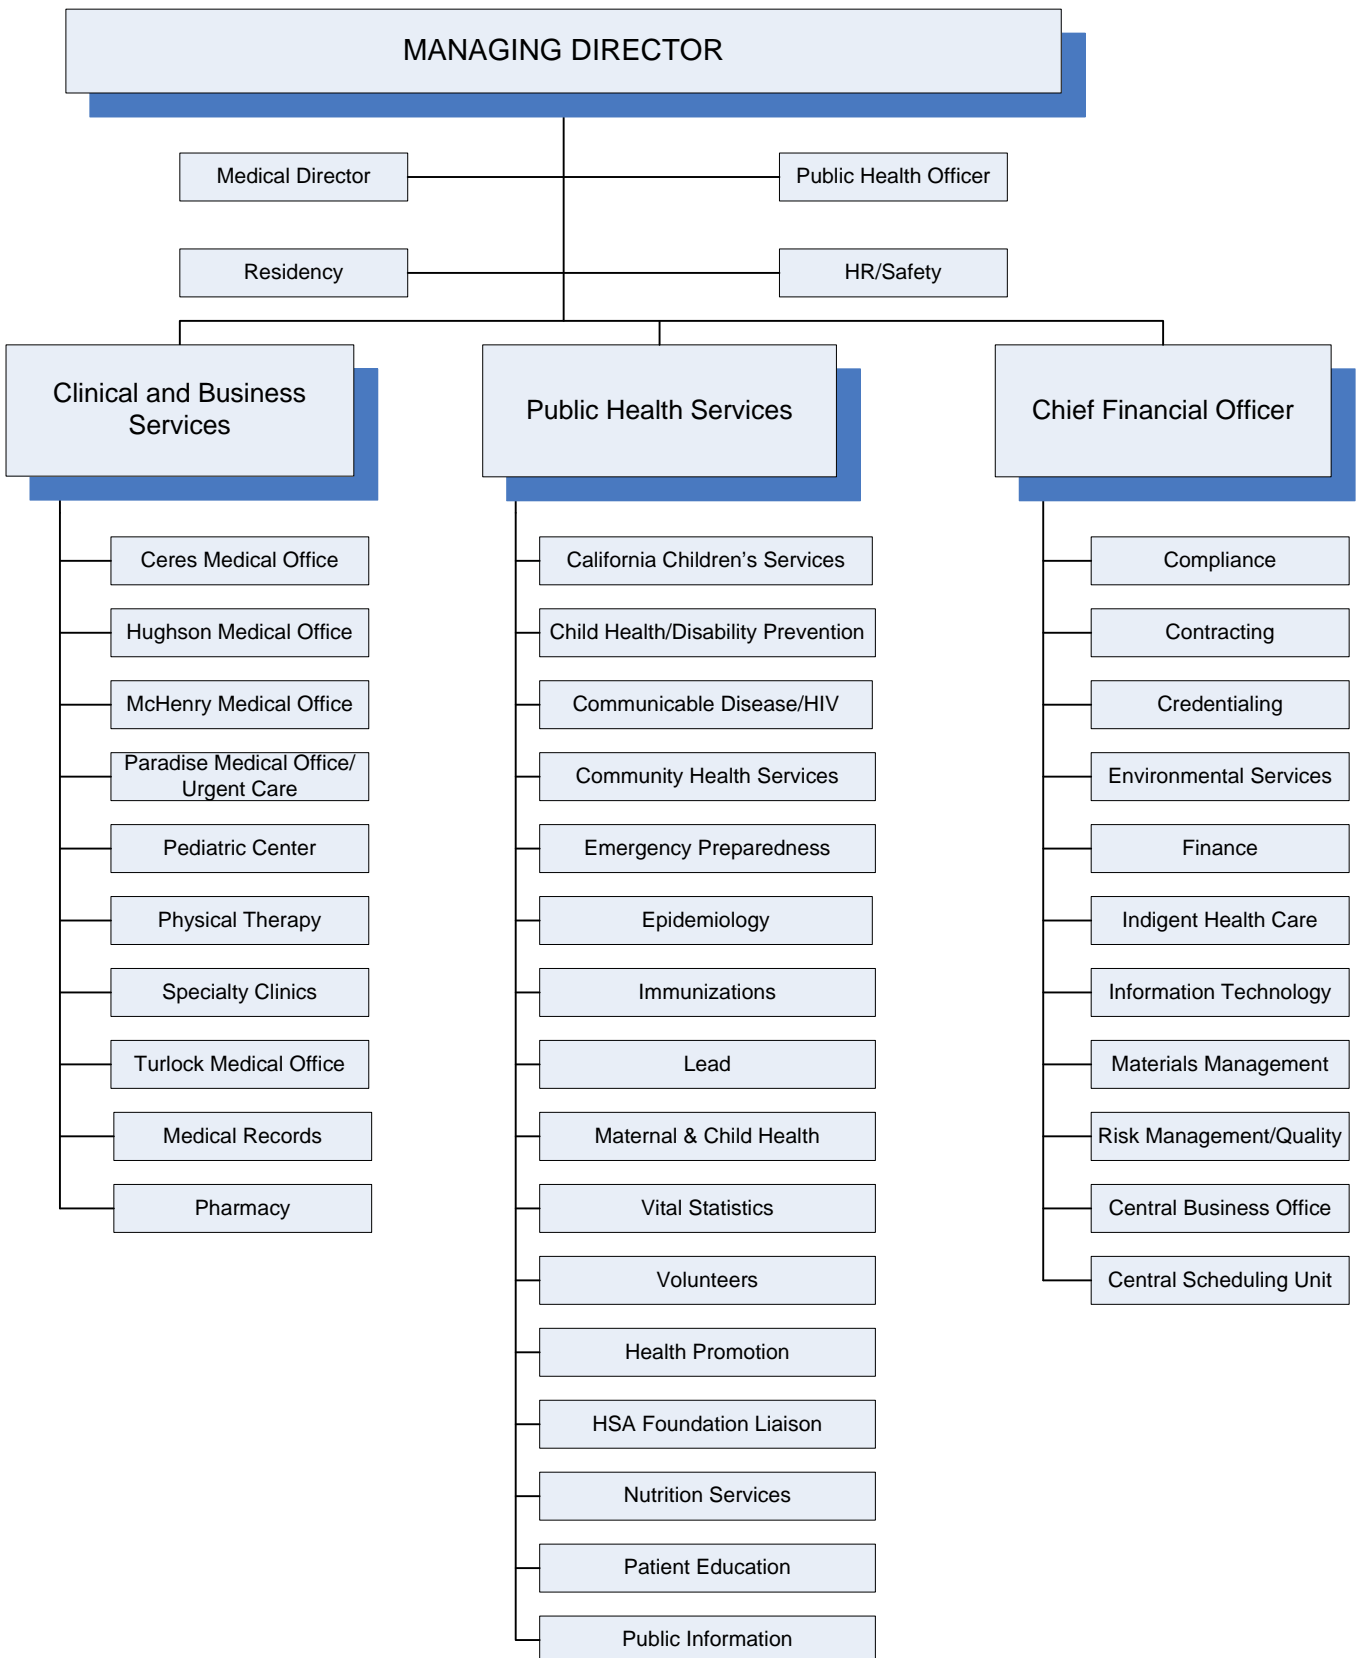 MANAGING DIRECTOR
Medical Director
Public Health Officer
Residency
HR/Safety
Clinical and Business
Services
Public Health Services
Chief Financial Officer
Ceres Medical Office
Hughson Medical Office
McHenry Medical Office
Paradise Medical Office/
Urgent Care
Pediatric Center
Physical Therapy
Specialty Clinics
Turlock Medical Office
Medical Records
Pharmacy
California Children's Services
Child Health/Disability Prevention
Communicable Disease/HIV
Community Health Services
Emergency Preparedness
Epidemiology
Immunizations
Lead
Maternal & Child Health
Vital Statistics
Volunteers
Health Promotion
HSA Foundation Liaison
Nutrition Services
Patient Education
Public Information
Compliance
Contracting
Credentialing
Environmental Services
Finance
Indigent Health Care
Information Technology
Materials Management
Risk Management/Quality
Central Business Office
Central Scheduling Unit